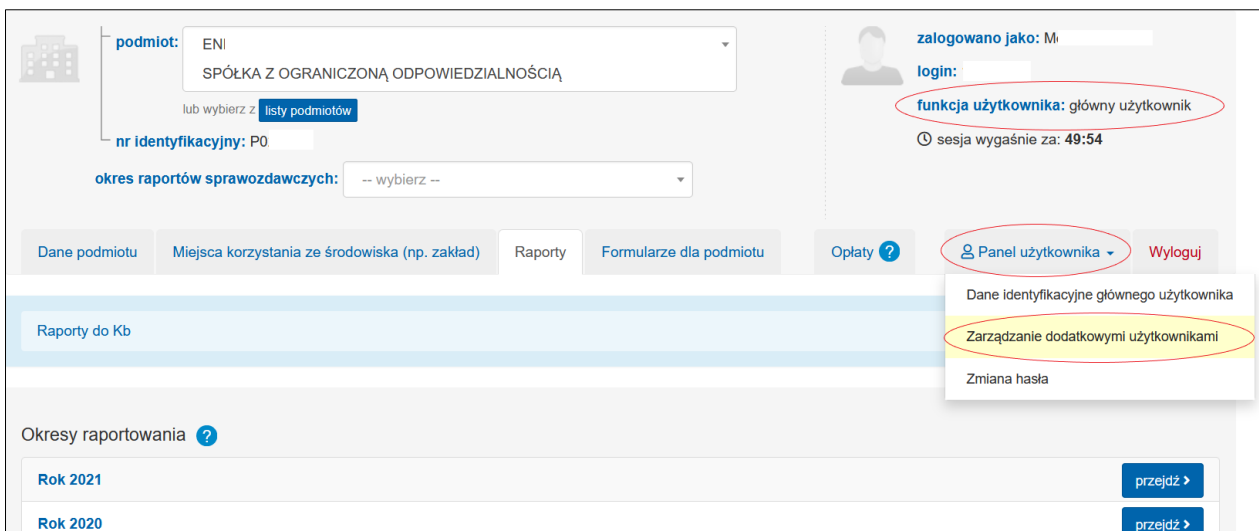 podmiot: ENI
SPÓŁKA Z OGRANICZONĄ ODPOWIEDZIALNOŚCIĄ
lub wybierz z listy podmiotów
nr identyfikacyjny: P0
okres raportów sprawozdawczych: -- wybierz --
zalogowano jako: M
login:
funkcja użytkownika: główny użytkownik
sesja wygaśnie za: 49:54
Dane podmiotu Miejsca korzystania ze środowiska (np. zakład) Raporty Formularze dla podmiotu Opłaty ? Panel użytkownika Wyloguj
Dane identyfikacyjne głównego użytkownika
Zarządzanie dodatkowymi użytkownikami
Zmiana hasła
Raporty do Kb
Okresy raportowania ?
Rok 2021 przejdź >
Rok 2020 przejdź >